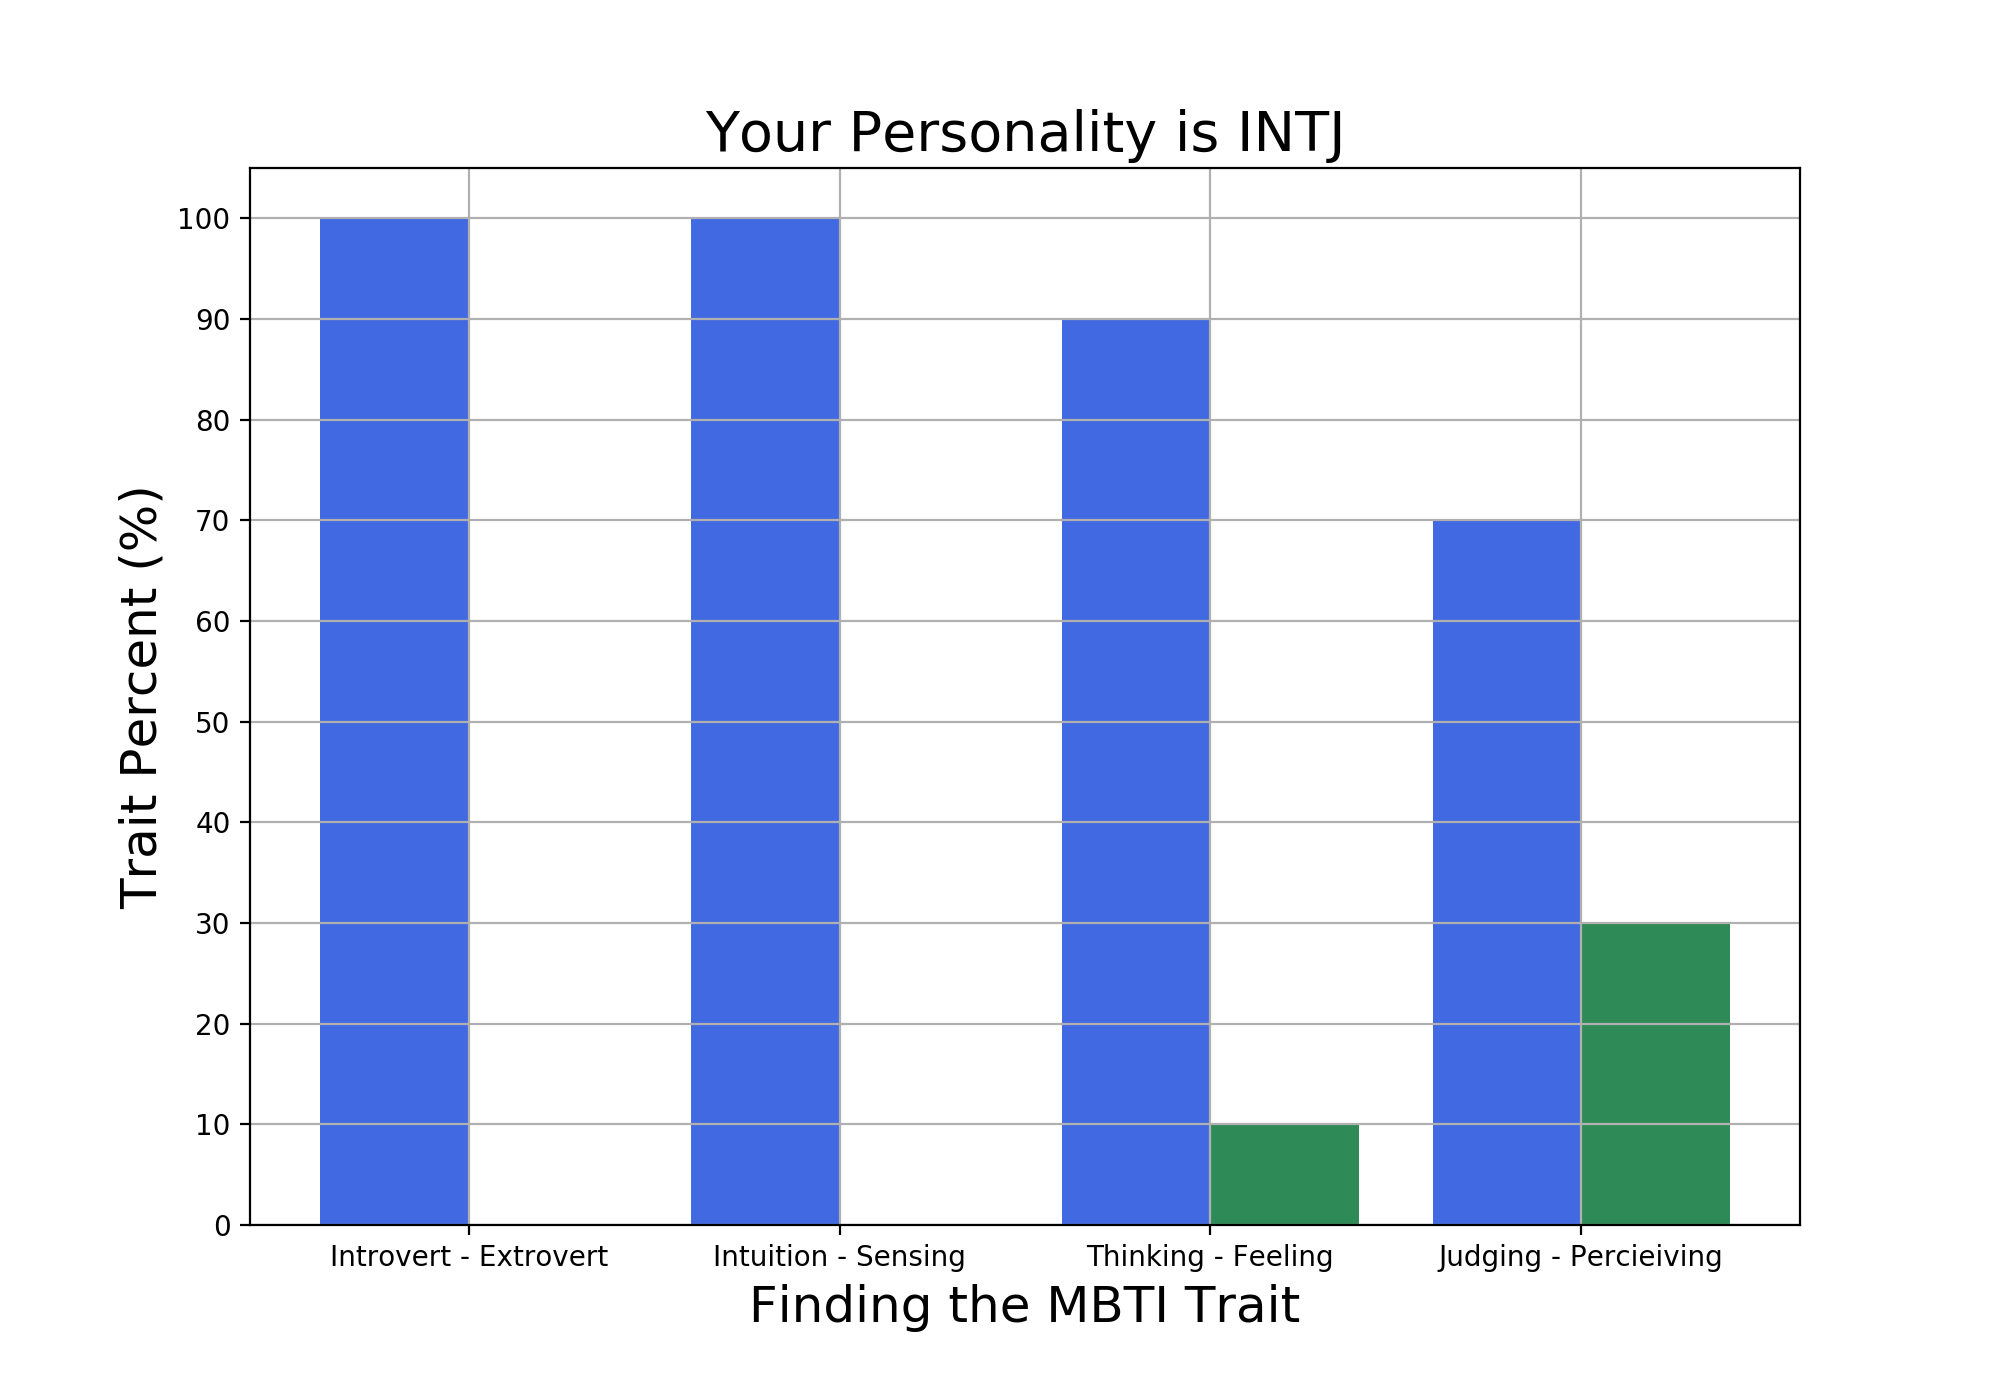 Your Personality is INTJ
Trait Percent (%)
100
90
80
70
60
50
40
30
20
10
0
Introvert - Extrovert
Intuition - Sensing
Thinking - Feeling
Judging - Percieiving
Finding the MBTI Trait